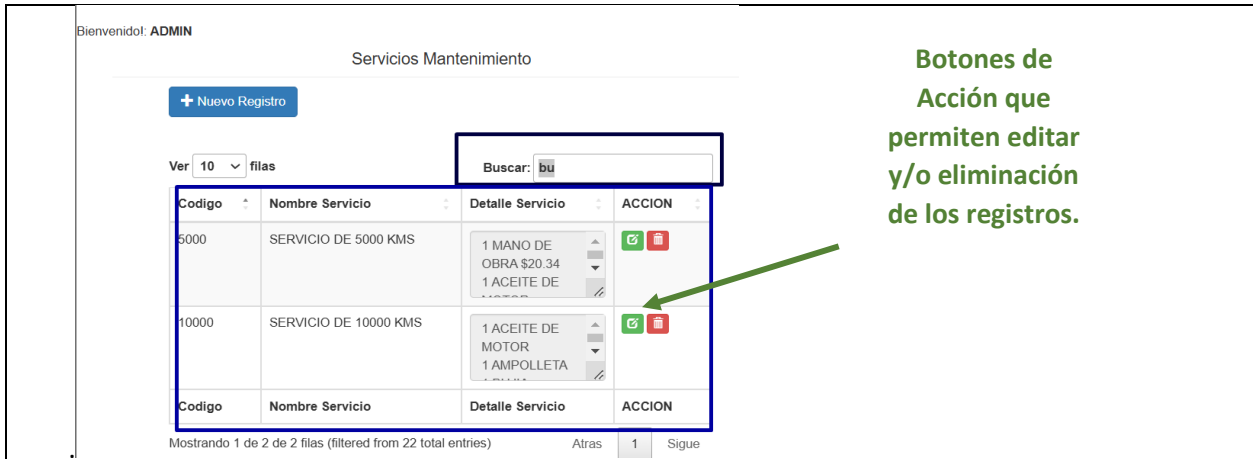 Bienvenido!: ADMIN
Servicios Mantenimiento
+ Nuevo Registro
Ver 10 filas
Buscar: bu
Codigo Nombre Servicio Detalle Servicio ACCION
5000 SERVICIO DE 5000 KMS
1 MANO DE
OBRA $20.34
1 ACEITE DE
MOTOR
10000 SERVICIO DE 10000 KMS
1 ACEITE DE
MOTOR
1 AMPOLLETA
Codigo Nombre Servicio Detalle Servicio ACCION
Mostrando 1 de 2 de 2 filas (filtered from 22 total entries)
Atras 1 Sigue
Botones de
Acción que
permiten editar
y/o eliminación
de los registros.